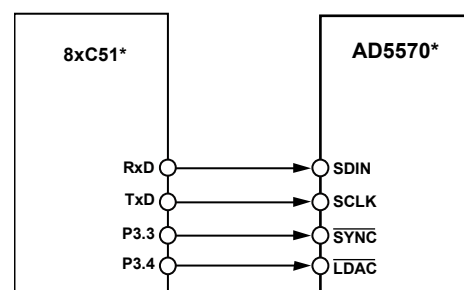 8xC51*
AD5570*
RxD
SDIN
TxD
SCLK
P3.3
SYNC
P3.4
LDAC